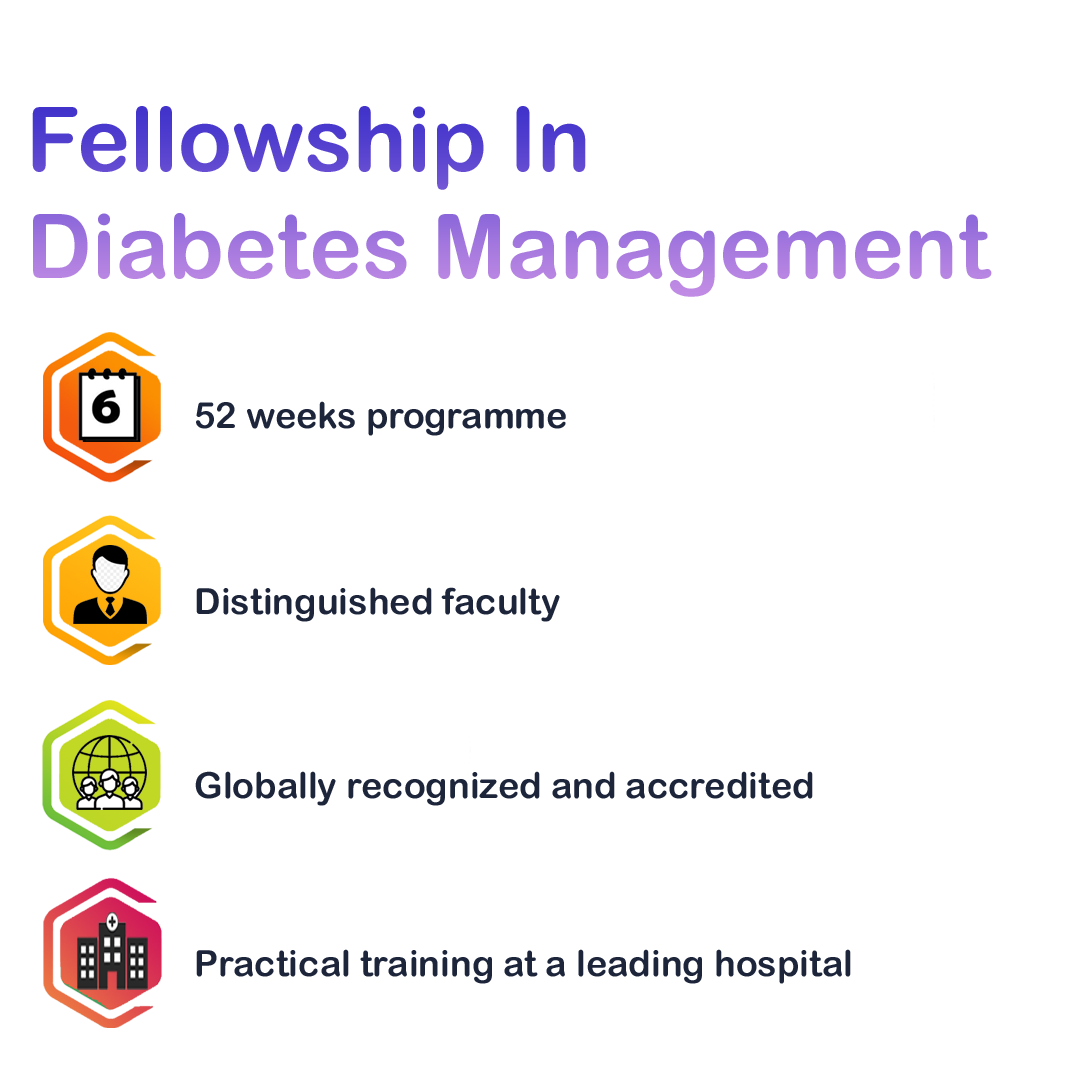 Fellowship In
Diabetes Management
6
52 weeks programme
Distinguished faculty
Globally recognized and accredited
Practical training at a leading hospital